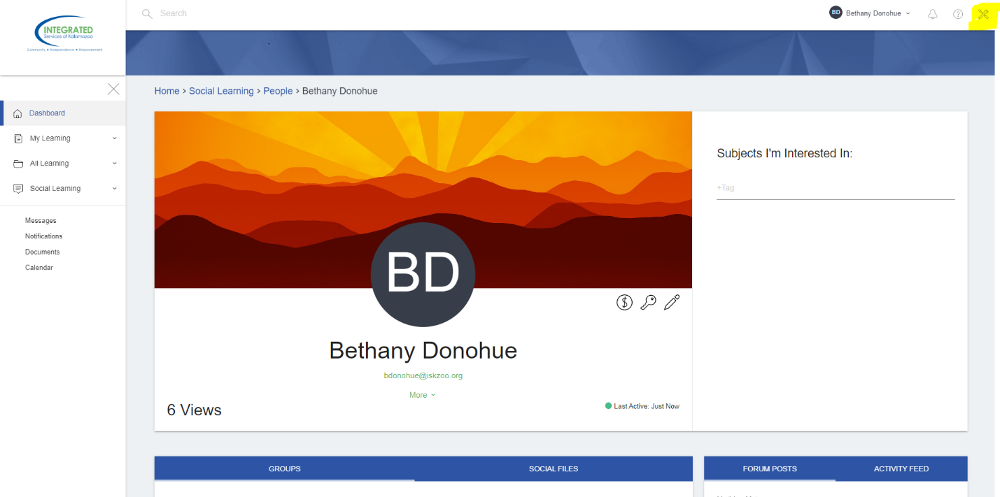 INTEGRATED
Services of Kalamazoo
Community • Independence • Empowerment
Search
BD Bethany Donohue
Dashboard
My Learning
All Learning
Social Learning
Messages
Notifications
Documents
Calendar
Home > Social Learning > People > Bethany Donohue
BD
Bethany Donohue
bdonohue@iskzoo.org
More
6 Views
Last Active: Just Now
Subjects I'm Interested In:
+Tag
GROUPS
SOCIAL FILES
FORUM POSTS
ACTIVITY FEED